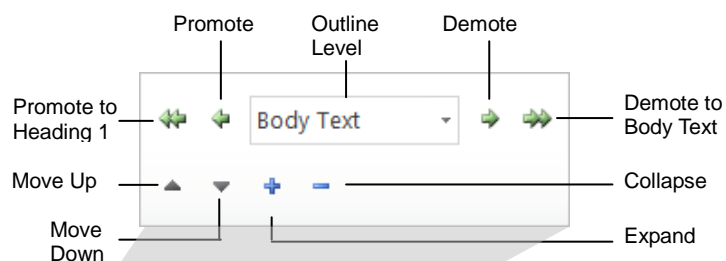 Promote
Outline
Level
Demote
Promote to
Heading 1
Body Text
Demote to
Body Text
Move Up
Collapse
Move
Down
Expand